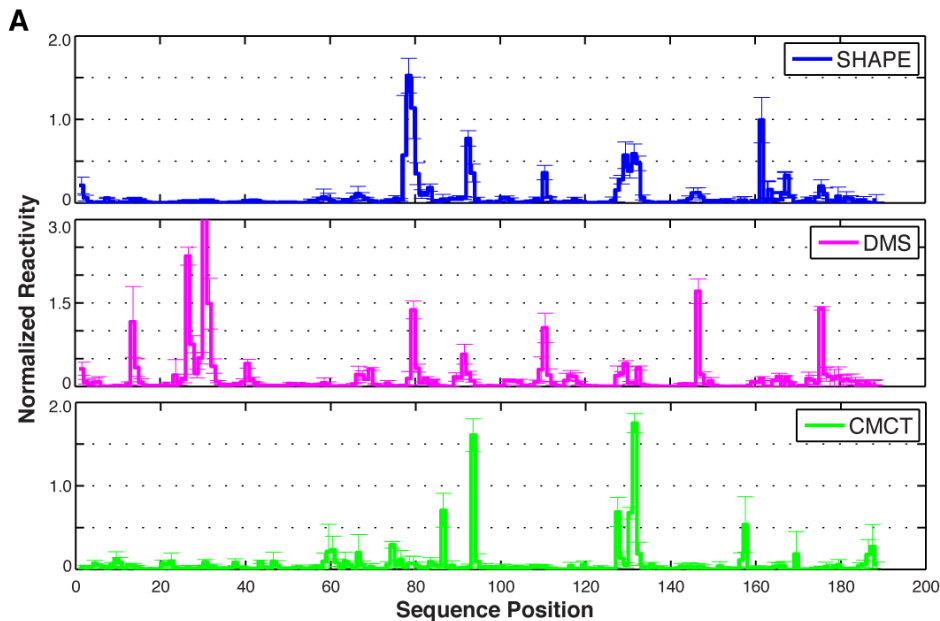 A
Normalized Reactivity
2.0
1.0
0
SHAPE
3.0
1.5
0
DMS
2.0
1.0
0
CMCT
0 20 40 60 80 100 120 140 160 180 200
Sequence Position